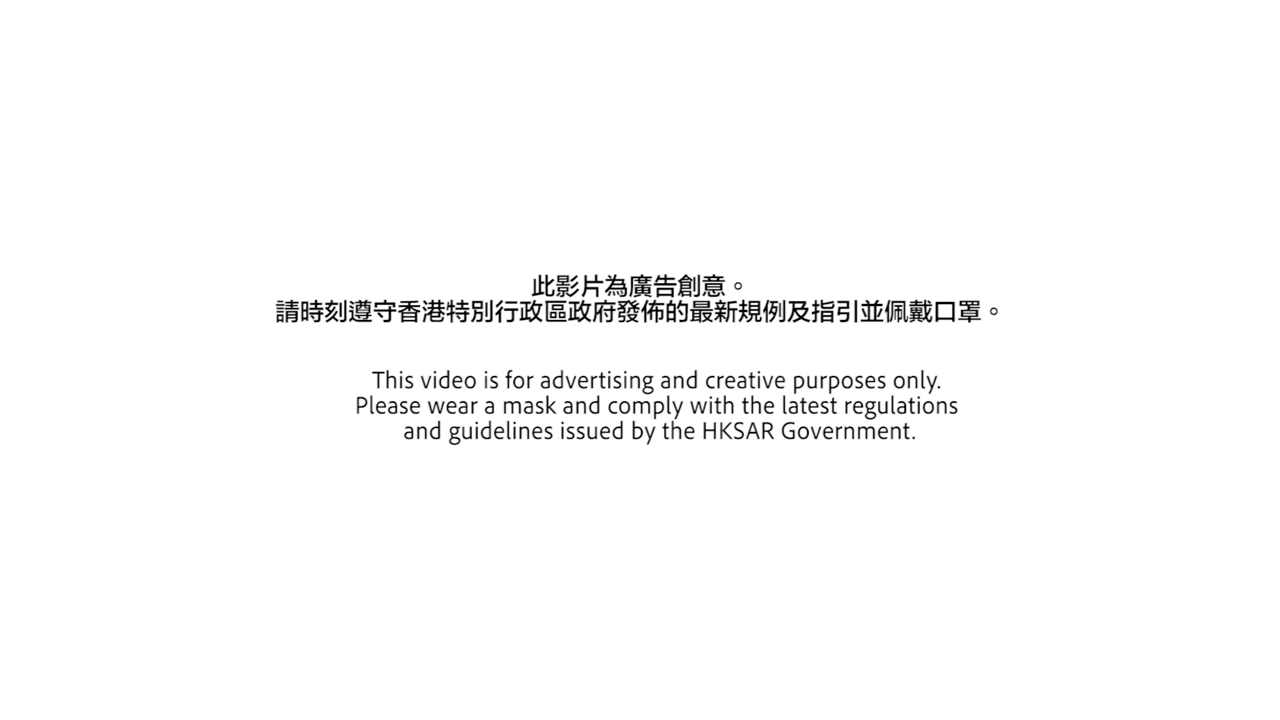 此影片為廣告創意。
請時刻遵守香港特別行政區政府發佈的最新規例及指引並佩戴口罩。
This video is for advertising and creative purposes only.
Please wear a mask and comply with the latest regulations
and guidelines issued by the HKSAR Government.